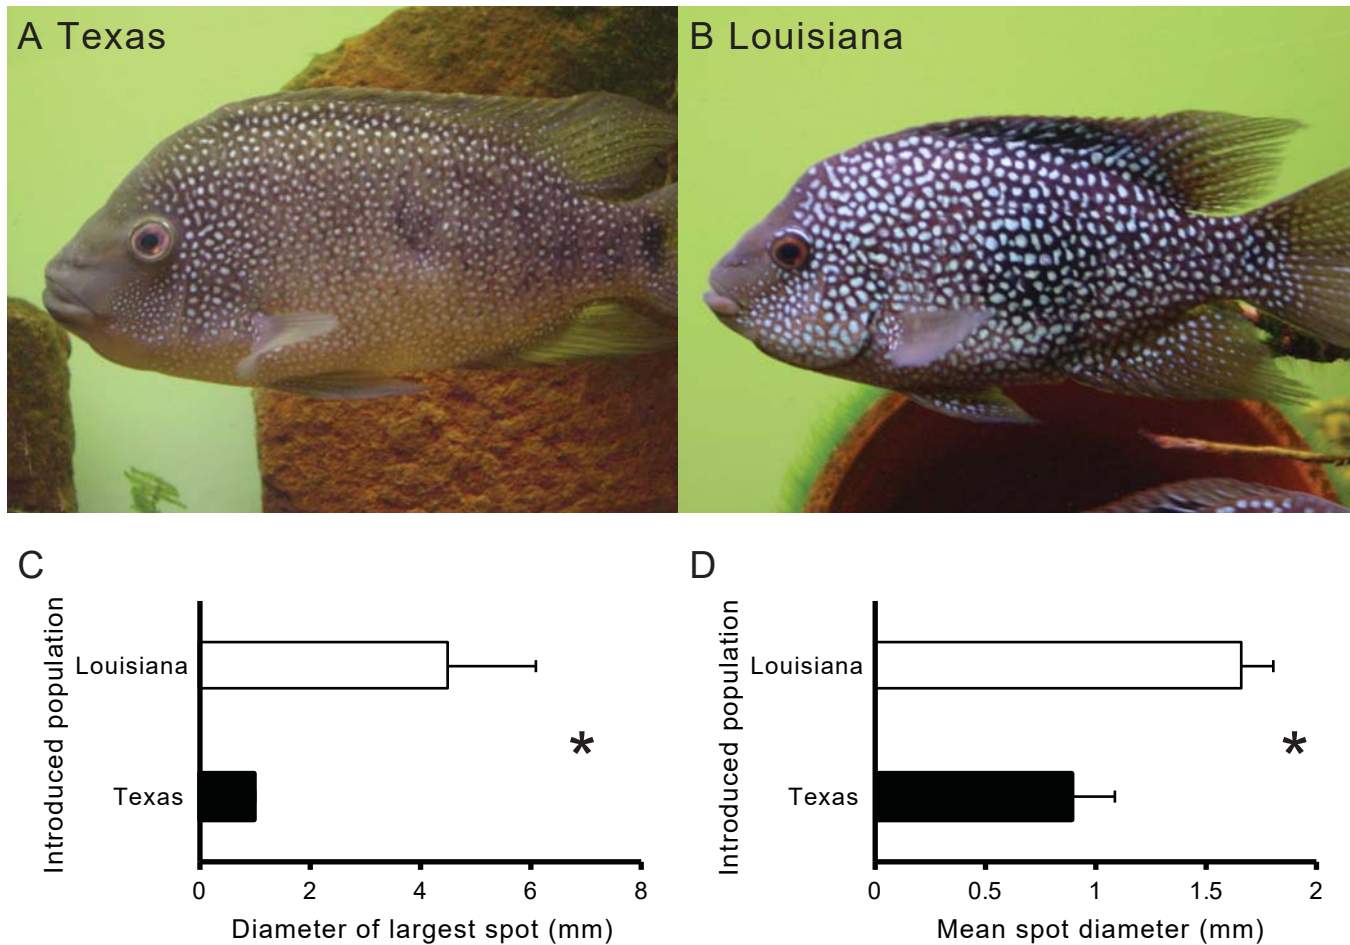 A Texas
B Louisiana
C
Introduced population
Louisiana
*
Texas
0 2 4 6 8
Diameter of largest spot (mm)
D
Introduced population
Louisiana
*
Texas
0 0.5 1 1.5 2
Mean spot diameter (mm)